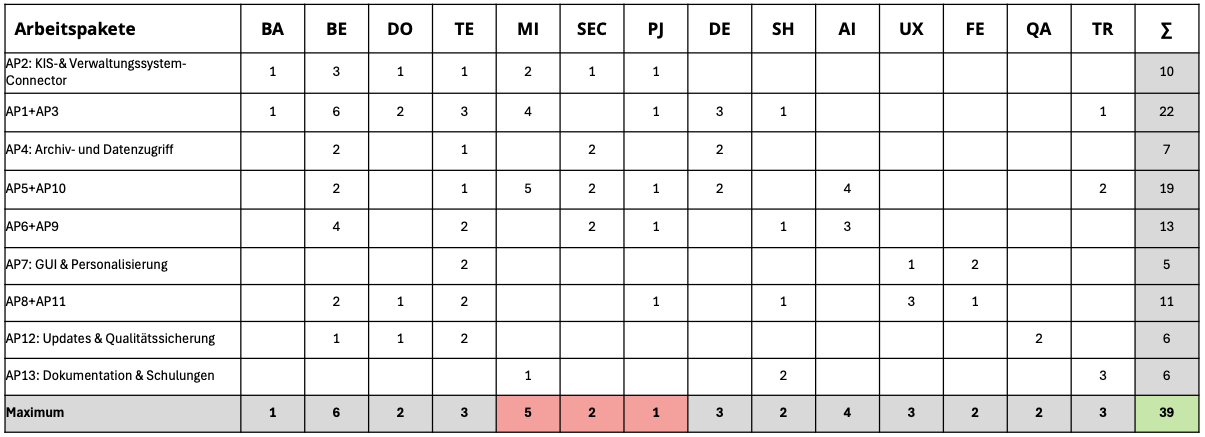 Arbeitspakete BA BE DO TE MI SEC PJ DE SH AI UX FE QA TR Σ
AP2: KIS-& Verwaltungssystem-
Connector 1 3 1 1 2 1 1 10
AP1+AP3 1 6 2 3 4 1 3 1 1 22
AP4: Archiv- und Datenzugriff 2 1 2 2 7
AP5+AP10 2 1 5 2 1 2 4 2 19
AP6+AP9 4 2 2 1 1 3 13
AP7: GUI & Personalisierung 2 1 2 5
AP8+AP11 2 1 2 1 1 3 1 11
AP12: Updates & Qualitätssicherung 1 1 2 2 6
AP13: Dokumentation & Schulungen 1 2 3 6
Maximum 1 6 2 3 5 2 1 3 2 4 3 2 2 3 39